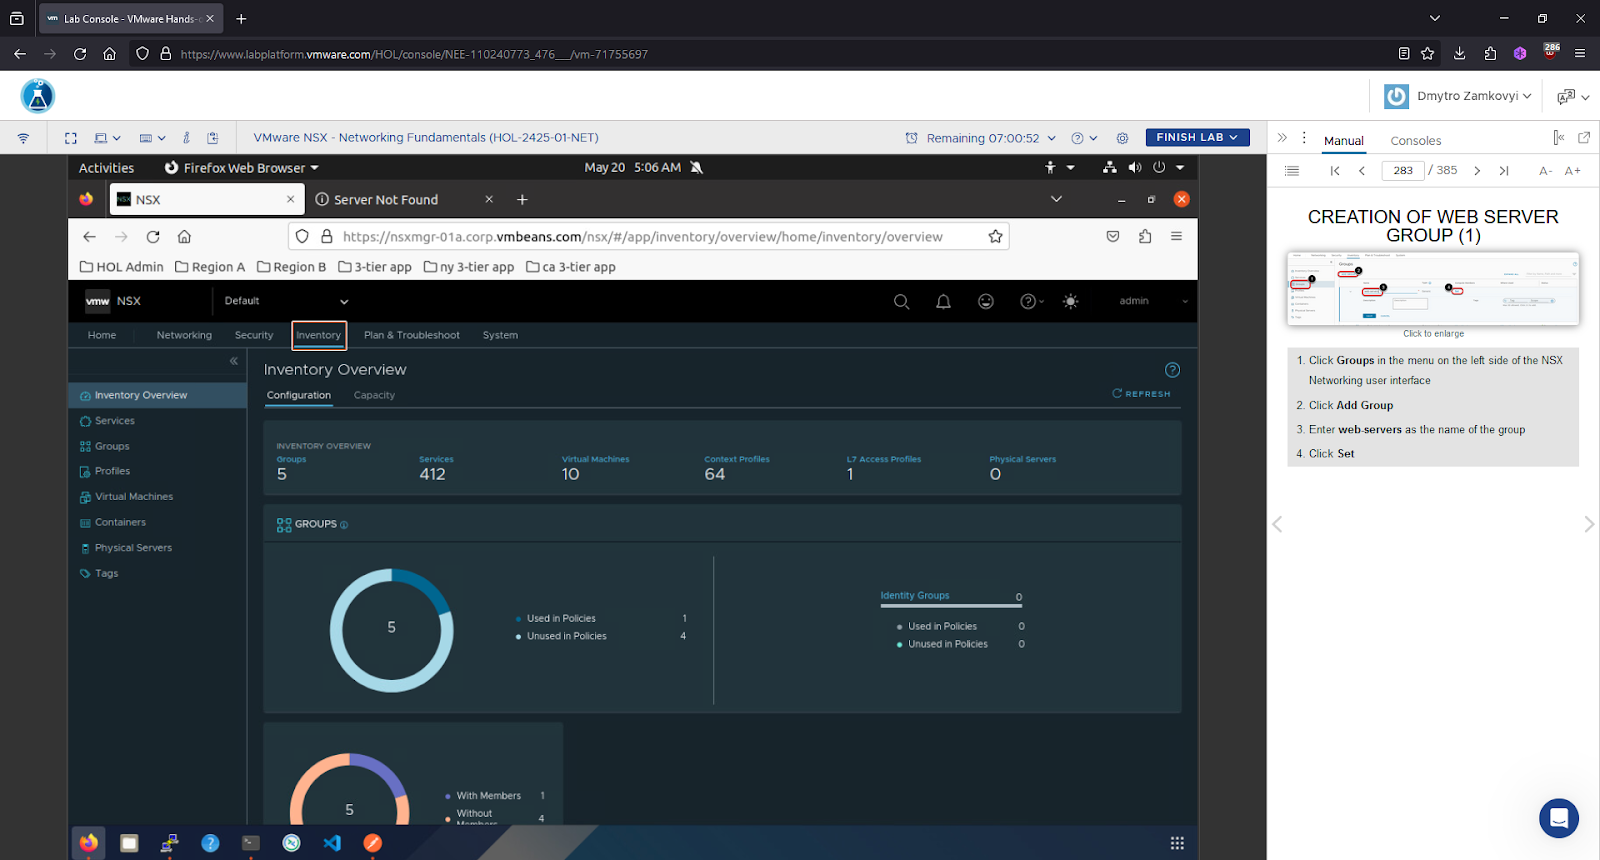 Lab Console - VMware Hands-o
https://www.labplatform.vmware.com/HOL/console/NEE-110240773_476___/vm-71755697
286
Dmytro Zamkovyi
VMware NSX - Networking Fundamentals (HOL-2425-01-NET)
Remaining 07:00:52
FINISH LAB
Manual
Consoles
283 / 385
A- A+
Activities
Firefox Web Browser
May 20 5:06 AM
NSX
Server Not Found
https://nsxmgr-01a.corp.vmbeans.com/nsx/#/app/inventory/overview/home/inventory/overview
HOL Admin
Region A
Region B
3-tier app
ny 3-tier app
ca 3-tier app
vmw NSX
Default
admin
Home
Networking
Security
Inventory
Plan & Troubleshoot
System
Inventory Overview
Services
Groups
Profiles
Virtual Machines
Containers
Physical Servers
Tags
Inventory Overview
Configuration
Capacity
REFRESH
INVENTORY OVERVIEW
Groups
5
Services
412
Virtual Machines
10
Context Profiles
64
L7 Access Profiles
1
Physical Servers
0
GROUPS
5
Used in Policies 1
Unused in Policies 4
Identity Groups 0
Used in Policies 0
Unused in Policies 0
5
With Members 1
Without 4
Members
CREATION OF WEB SERVER
GROUP (1)
Click to enlarge
1. Click Groups in the menu on the left side of the NSX
Networking user interface
2. Click Add Group
3. Enter web-servers as the name of the group
4. Click Set